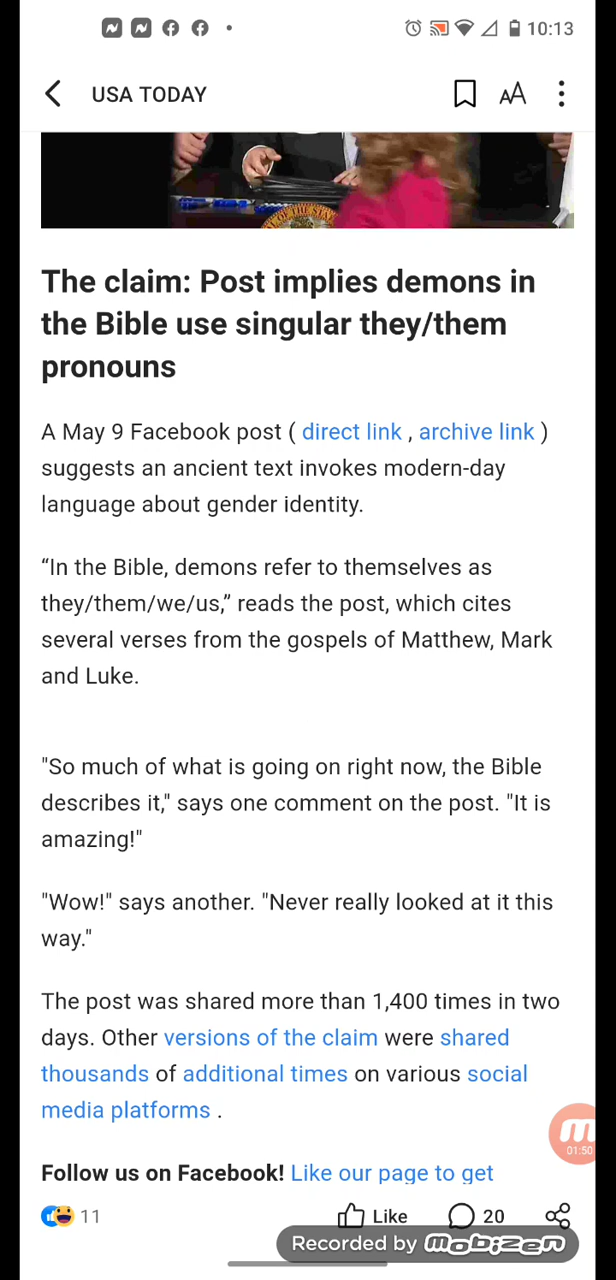 10:13
USA TODAY
AA
The claim: Post implies demons in
the Bible use singular they/them
pronouns
A May 9 Facebook post ( direct link , archive link )
suggests an ancient text invokes modern-day
language about gender identity.
“In the Bible, demons refer to themselves as
they/them/we/us,” reads the post, which cites
several verses from the gospels of Matthew, Mark
and Luke.
"So much of what is going on right now, the Bible
describes it," says one comment on the post. "It is
amazing!"
"Wow!" says another. "Never really looked at it this
way."
The post was shared more than 1,400 times in two
days. Other versions of the claim were shared
thousands of additional times on various social
media platforms .
01:50
Follow us on Facebook! Like our page to get
11 Like 20
Recorded by mobizen